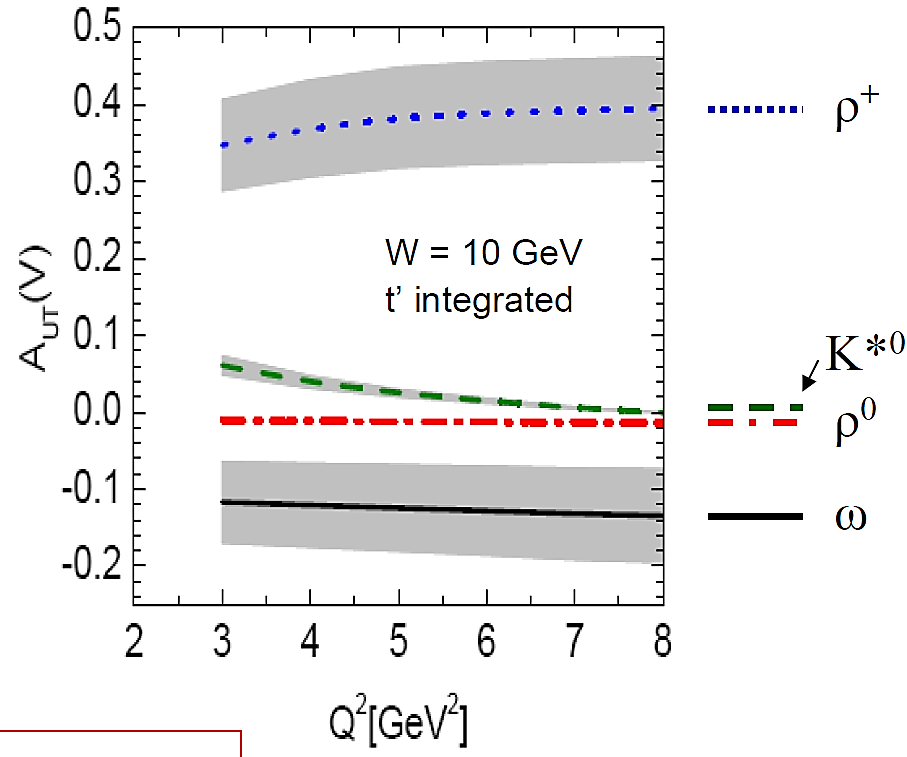 0.5
0.4
0.3
0.2
0.1
0.0
-0.1
-0.2
A_UT(V)
W = 10 GeV
t’ integrated
2 3 4 5 6 7 8
Q²[GeV²]
ρ⁺
K*⁰
ρ⁰
ω